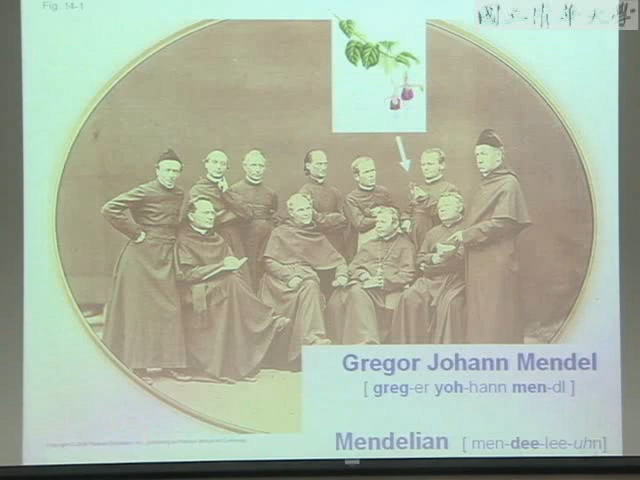 Fig. 14-1
國立清華大學
Gregor Johann Mendel
[ greg-er yoh-hann men-dl ]
Mendelian [ men-dee-lee-uhn]